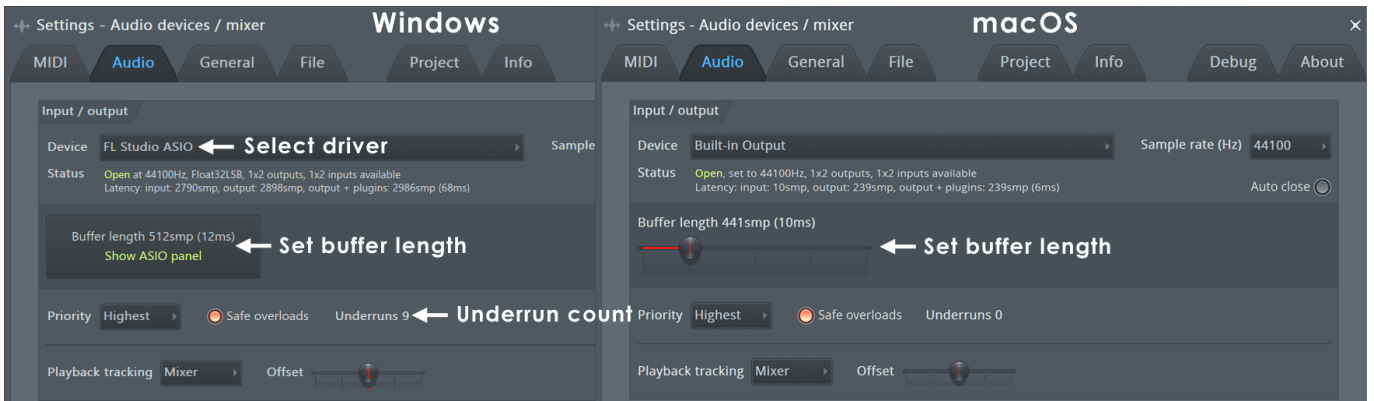 Settings - Audio devices / mixer
Windows
MIDI Audio General File Project Info
Input / output
Device FL Studio ASIO Select driver Sample
Status Open at 44100Hz, Float32LSB, 1x2 outputs, 1x2 inputs available
Latency: input: 2790smp, output: 2898smp, output + plugins: 2986smp (68ms)
Buffer length 512smp (12ms)
Show ASIO panel
Set buffer length
Priority Highest Safe overloads Underruns 9 Underrun count
Playback tracking Mixer Offset
Settings - Audio devices / mixer
macOS
MIDI Audio General File Project Info Debug About
Input / output
Device Built-in Output Sample rate (Hz) 44100
Status Open, set to 44100Hz, 1x2 outputs, 1x2 inputs available
Latency: input: 10smp, output: 239smp, output + plugins: 239smp (6ms)
Auto close
Buffer length 441smp (10ms)
Set buffer length
Priority Highest Safe overloads Underruns 0
Playback tracking Mixer Offset